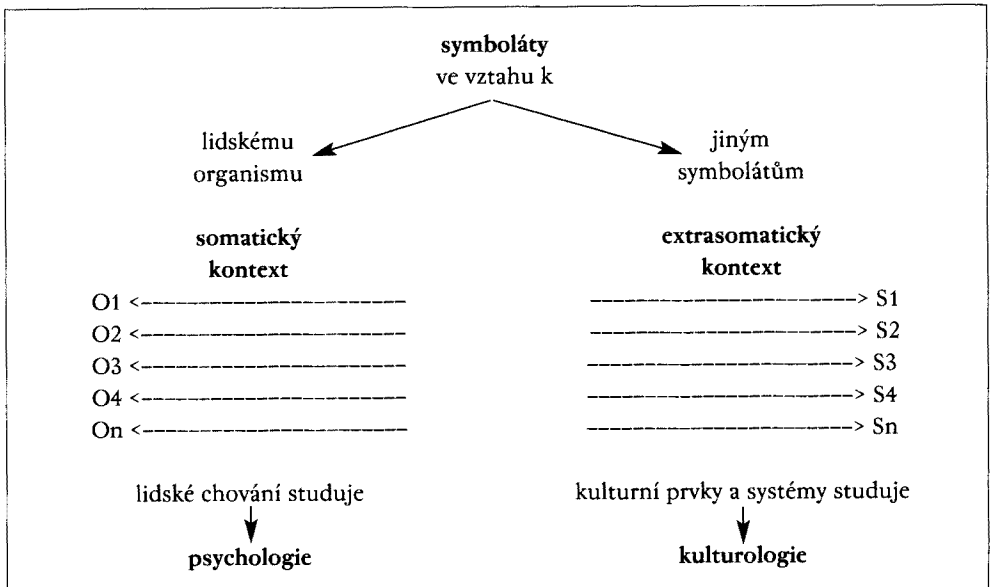 symboláty
ve vztahu k
lidskému
organismu
jiným
symbolátům
somatický
kontext
extrasomatický
kontext
O1 <---------------------- ----------------------> S1
O2 <---------------------- ----------------------> S2
O3 <---------------------- ----------------------> S3
O4 <---------------------- ----------------------> S4
On <---------------------- ----------------------> Sn
lidské chování studuje
psychologie
kulturní prvky a systémy studuje
kulturologie